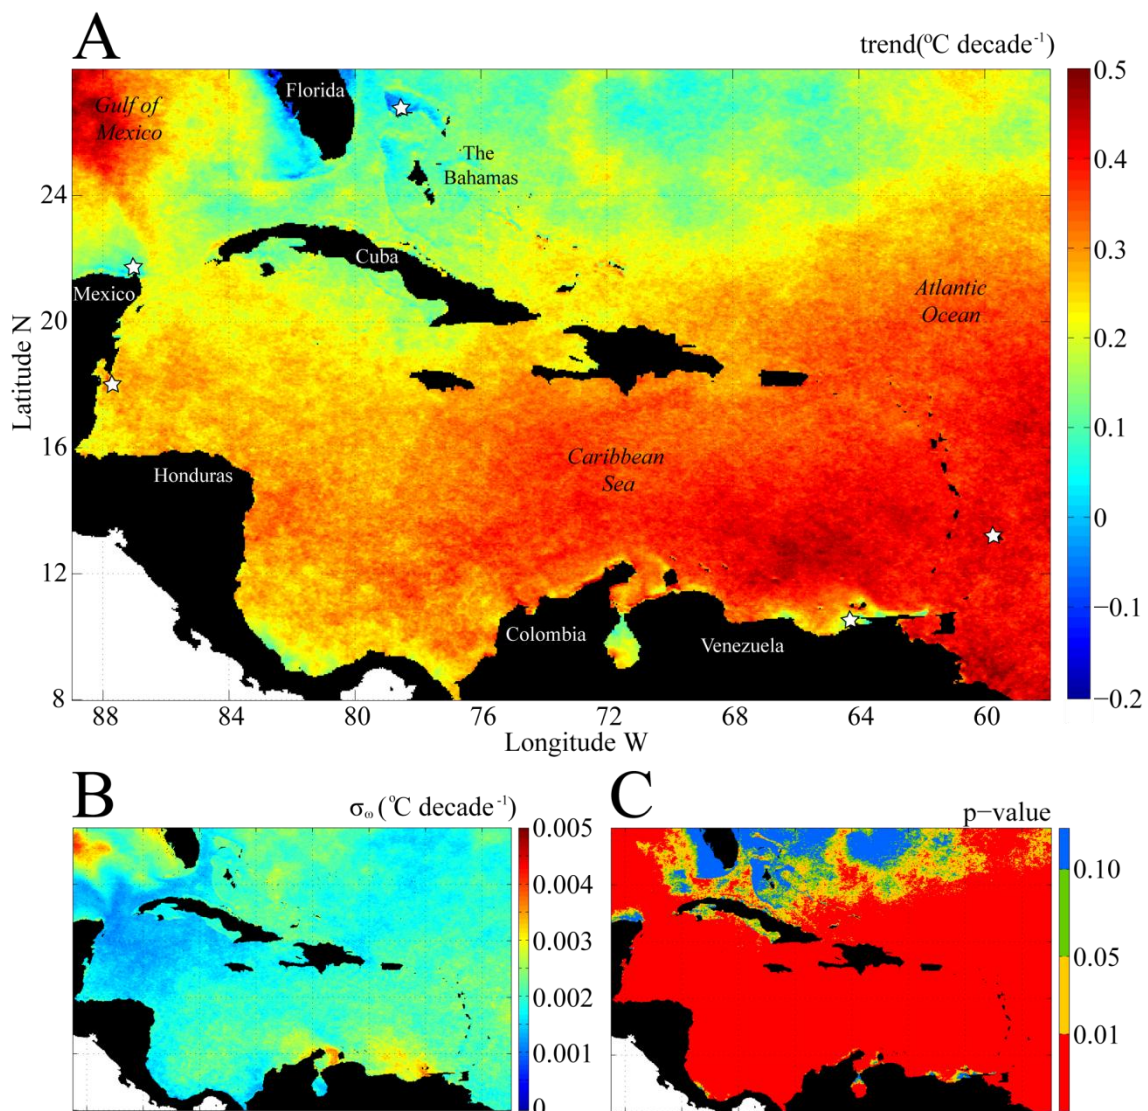 A
trend(°C decade⁻¹)
Florida
Gulf of
Mexico
The
Bahamas
Cuba
Mexico
Atlantic
Ocean
Caribbean
Sea
Honduras
Colombia
Venezuela
Latitude N
24
20
16
12
8
88
84
80
76
72
68
64
60
Longitude W
0.5
0.4
0.3
0.2
0.1
0
−0.1
−0.2
B
σω (°C decade⁻¹)
0.005
0.004
0.003
0.002
0.001
0
C
p−value
0.10
0.05
0.01